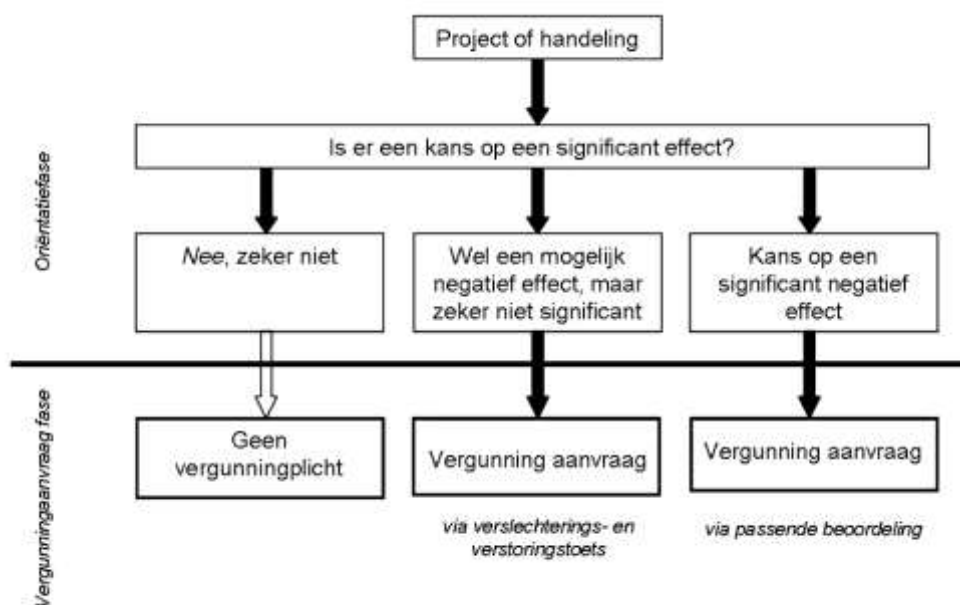 Project of handeling
Is er een kans op een significant effect?
Oriëntatiefase
Nee, zeker niet
Wel een mogelijk
negatief effect, maar
zeker niet significant
Kans op een
significant negatief
effect
Vergunningaanvraag fase
Geen
vergunningplicht
Vergunning aanvraag
via verslechterings- en
verstoringstoets
Vergunning aanvraag
via passende beoordeling